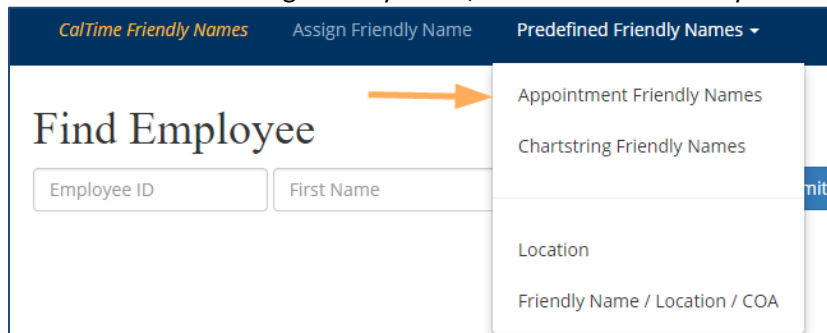 CalTime Friendly Names Assign Friendly Name Predefined Friendly Names
Appointment Friendly Names
Find Employee
Chartstring Friendly Names
Employee ID First Name mit
Location
Friendly Name / Location / COA